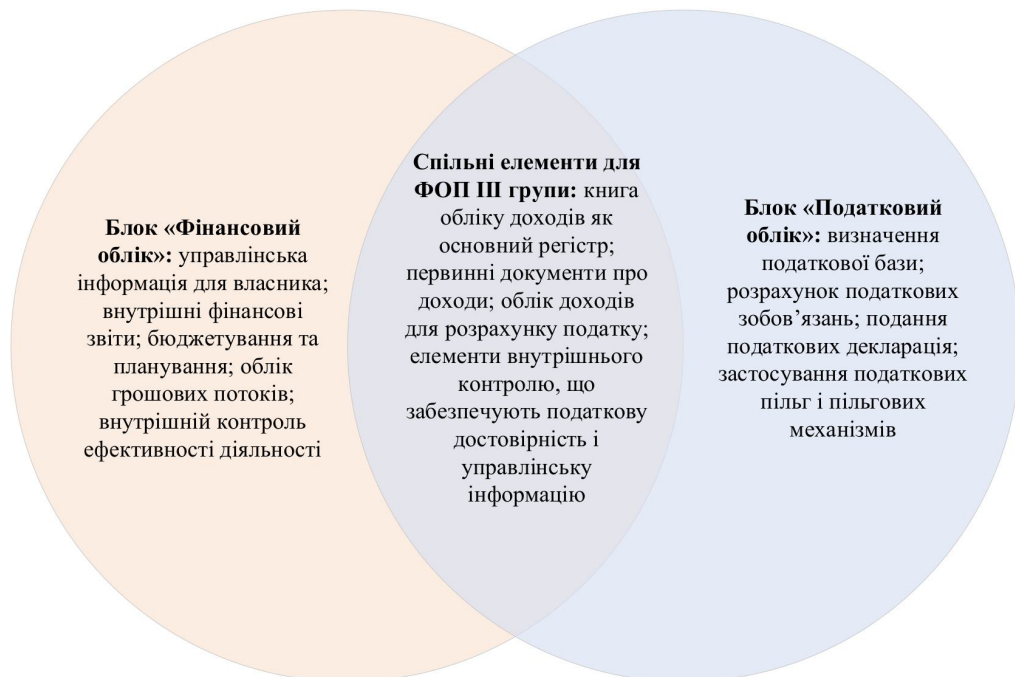 Блок «Фінансовий
облік»: управлінська
інформація для власника;
внутрішні фінансові
звіти; бюджетування та
планування; облік
грошових потоків;
внутрішній контроль
ефективності діяльності
Спільні елементи для
ФОП ІІІ групи: книга
обліку доходів як
основний регістр;
первинні документи про
доходи; облік доходів
для розрахунку податку;
елементи внутрішнього
контролю, що
забезпечують податкову
достовірність і
управлінську
інформацію
Блок «Податковий
облік»: визначення
податкової бази;
розрахунок податкових
зобов’язань; подання
податкових декларація;
застосування податкових
пільг і пільгових
механізмів